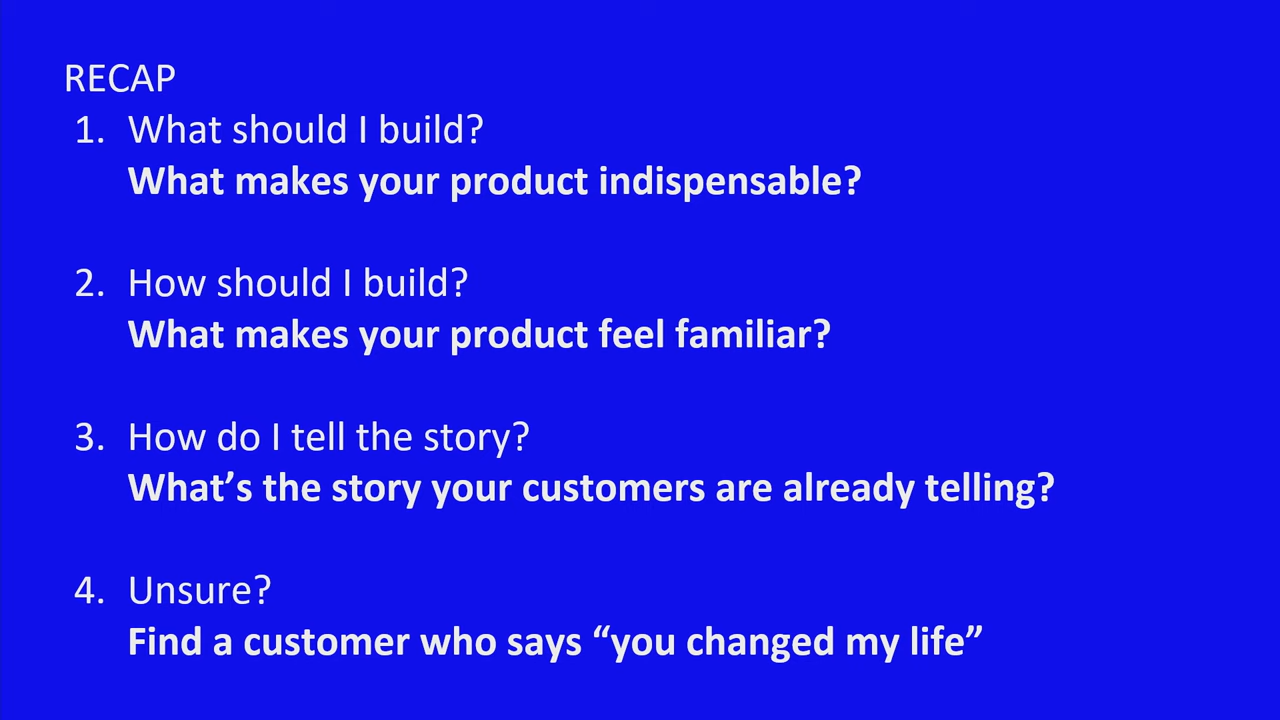 RECAP
1. What should I build?
What makes your product indispensable?
2. How should I build?
What makes your product feel familiar?
3. How do I tell the story?
What’s the story your customers are already telling?
4. Unsure?
Find a customer who says “you changed my life”